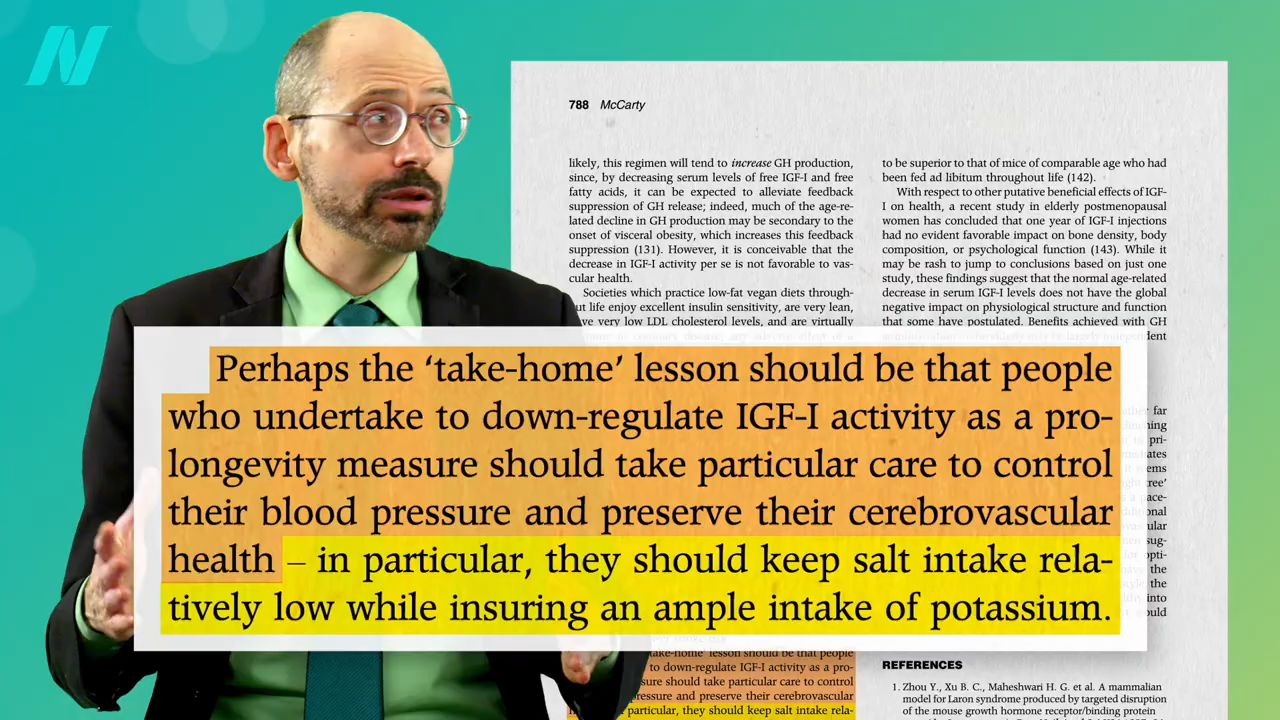 788 McCarty
likely, this regimen will tend to increase GH production,
since, by decreasing serum levels of free IGF-I and free
fatty acids, it can be expected to alleviate feedback
suppression of GH release; indeed, much of the age-re-
lated decline in GH production may be secondary to the
onset of visceral obesity, which increases this feedback
suppression (131). However, it is conceivable that the
decrease in IGF-I activity per se is not favorable to vas-
cular health.
Societies which practice low-fat vegan diets through-
ut life enjoy excellent insulin sensitivity, are very lean,
ve very low LDL cholesterol levels, and are virtually
to be superior to that of mice of comparable age who had
been fed ad libitum throughout life (142).
With respect to other putative beneficial effects of IGF-
I on health, a recent study in elderly postmenopausal
women has concluded that one year of IGF-I injections
had no evident favorable impact on bone density, body
composition, or psychological function (143). While it
may be rash to jump to conclusions based on just one
study, these findings suggest that the normal age-related
decrease in serum IGF-I levels does not have the global
negative impact on physiological structure and function
that some have postulated. Benefits achieved with GH
Perhaps the ‘take-home’ lesson should be that people
who undertake to down-regulate IGF-I activity as a pro-
longevity measure should take particular care to control
their blood pressure and preserve their cerebrovascular
health – in particular, they should keep salt intake rela-
tively low while insuring an ample intake of potassium.
take-home’ lesson should be that people
to down-regulate IGF-I activity as a pro-
sure should take particular care to control
pressure and preserve their cerebrovascular
particular, they should keep salt intake rela-
REFERENCES
1. Zhou Y., Xu B. C., Maheshwari H. G. et al. A mammalian
model for Laron syndrome produced by targeted disruption
of the mouse growth hormone receptor/binding protein